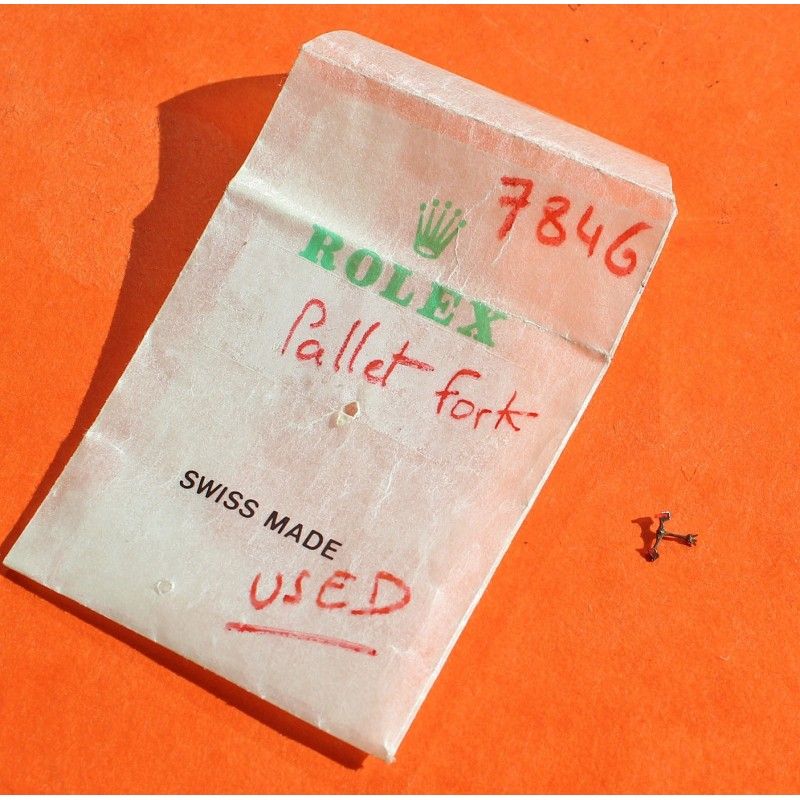 7846
ROLEX
Pallet fork
SWISS MADE
USED